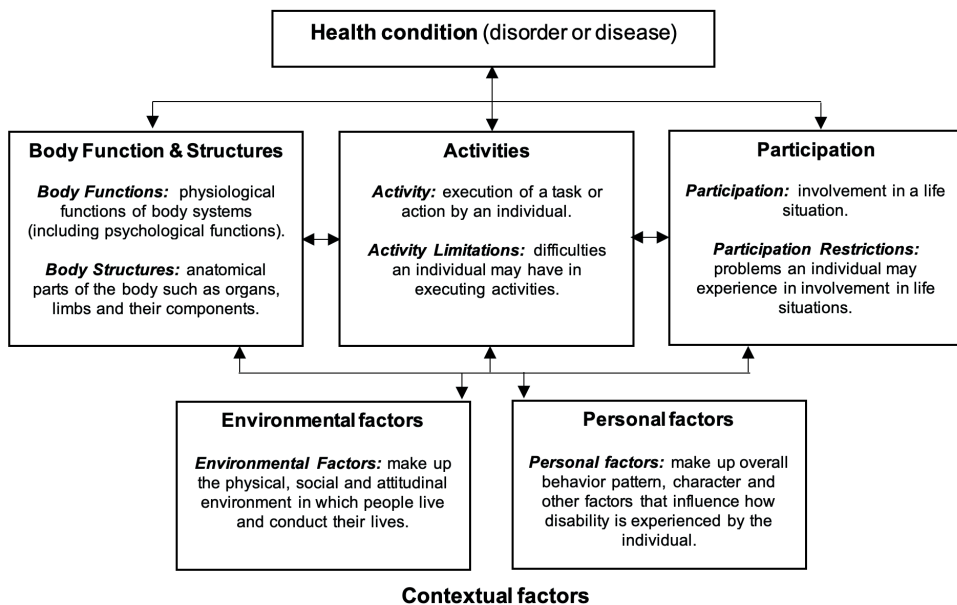 Health condition (disorder or disease)
Body Function & Structures
Body Functions: physiological
functions of body systems
(including psychological functions).
Body Structures: anatomical
parts of the body such as organs,
limbs and their components.
Activities
Activity: execution of a task or
action by an individual.
Activity Limitations: difficulties
an individual may have in
executing activities.
Participation
Participation: involvement in a life
situation.
Participation Restrictions:
problems an individual may
experience in involvement in life
situations.
Environmental factors
Environmental Factors: make up
the physical, social and attitudinal
environment in which people live
and conduct their lives.
Personal factors
Personal factors: make up overall
behavior pattern, character and
other factors that influence how
disability is experienced by the
individual.
Contextual factors